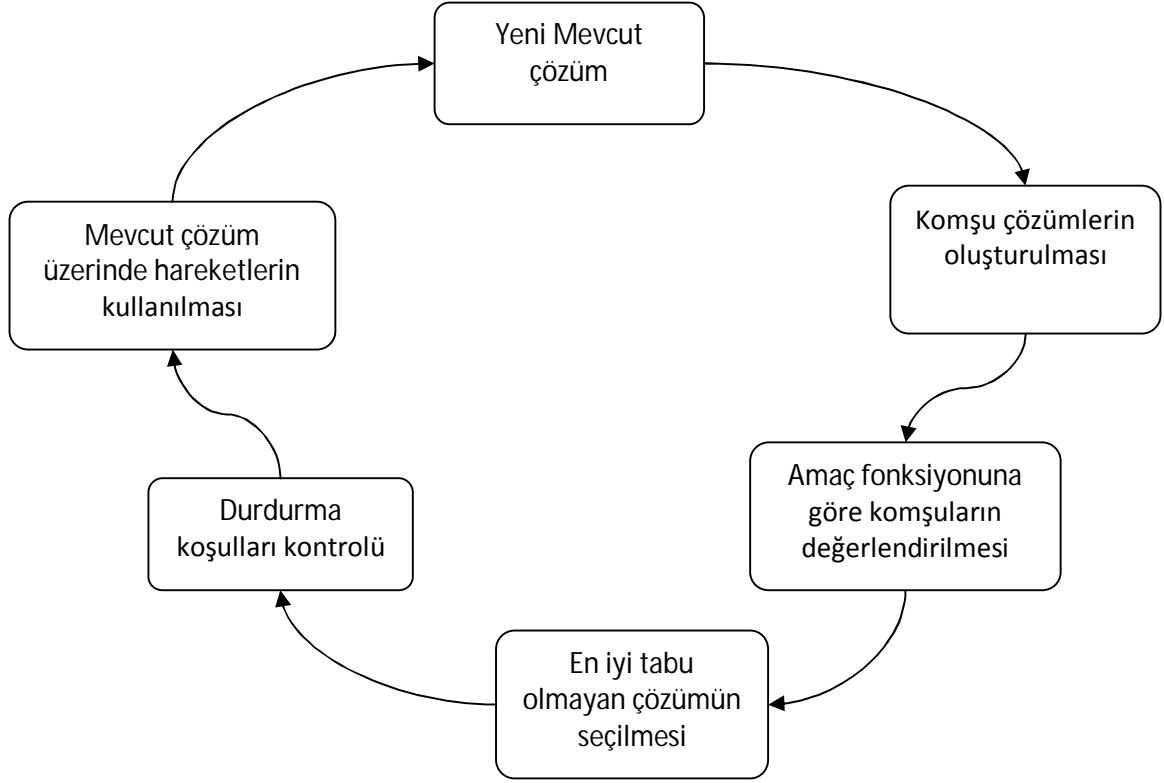 Yeni Mevcut
çözüm
Komşu çözümlerin
oluşturulması
Amaç fonksiyonuna
göre komşuların
değerlendirilmesi
En iyi tabu
olmayan çözümün
seçilmesi
Durdurma
koşulları kontrolü
Mevcut çözüm
üzerinde hareketlerin
kullanılması